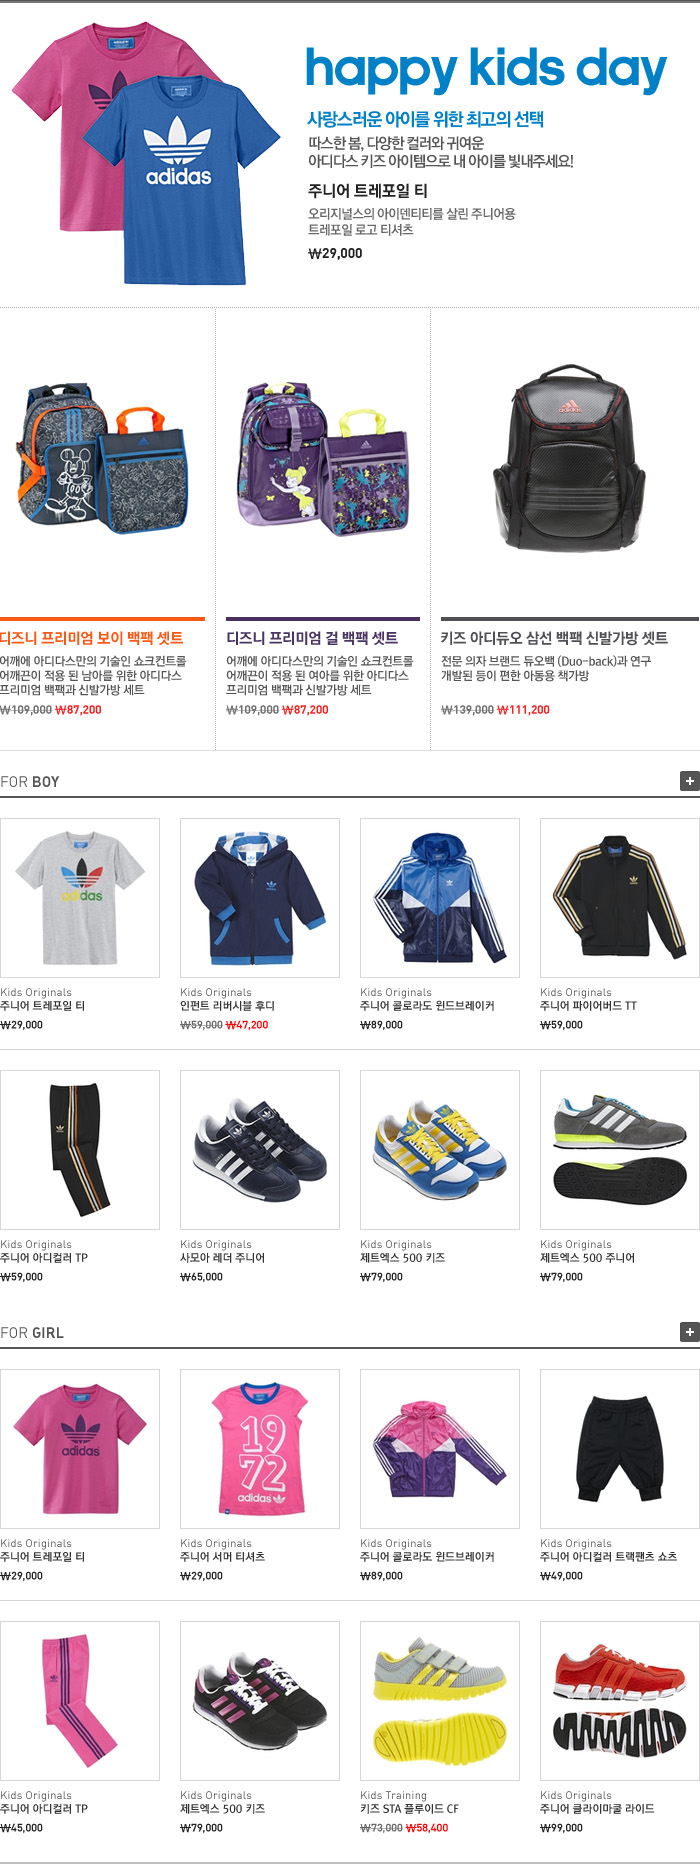 happy kids day
사랑스러운 아이를 위한 최고의 선택
따스한 봄, 다양한 컬러와 귀여운
아디다스 키즈 아이템으로 내 아이를 빛내주세요!
주니어 트레포일 티
오리지널스의 아이덴티티를 살린 주니어용
트레포일 로고 티셔츠
₩29,000
adidas
디즈니 프리미엄 보이 백팩 셋트
어깨에 아디다스만의 기술인 쇼크컨트롤
어깨끈이 적용 된 남아를 위한 아디다스
프리미엄 백팩과 신발가방 세트
₩109,000 ₩87,200
디즈니 프리미엄 걸 백팩 셋트
어깨에 아디다스만의 기술인 쇼크컨트롤
어깨끈이 적용 된 여아를 위한 아디다스
프리미엄 백팩과 신발가방 세트
₩109,000 ₩87,200
adidas
키즈 아디듀오 삼선 백팩 신발가방 셋트
전문 의자 브랜드 듀오백 (Duo-back)과 연구
개발된 등이 편한 아동용 책가방
₩139,000 ₩111,200
FOR BOY
+
adidas
Kids Originals
주니어 트레포일 티
₩29,000
Kids Originals
인펀트 리버시블 후디
₩59,000 ₩47,200
Kids Originals
주니어 콜로라도 윈드브레이커
₩89,000
Kids Originals
주니어 파이어버드 TT
₩59,000
Kids Originals
주니어 아디컬러 TP
₩59,000
Kids Originals
사모아 레더 주니어
₩65,000
Kids Originals
제트엑스 500 키즈
₩79,000
Kids Originals
제트엑스 500 주니어
₩79,000
FOR GIRL
+
adidas
Kids Originals
주니어 트레포일 티
₩29,000
19
72
adidas
Kids Originals
주니어 서머 티셔츠
₩29,000
Kids Originals
주니어 콜로라도 윈드브레이커
₩89,000
Kids Originals
주니어 아디컬러 트랙팬츠 쇼츠
₩49,000
Kids Originals
주니어 아디컬러 TP
₩45,000
Kids Originals
제트엑스 500 키즈
₩79,000
Kids Training
키즈 STA 플루이드 CF
₩73,000 ₩58,400
Kids Originals
주니어 클라이마쿨 라이드
₩99,000